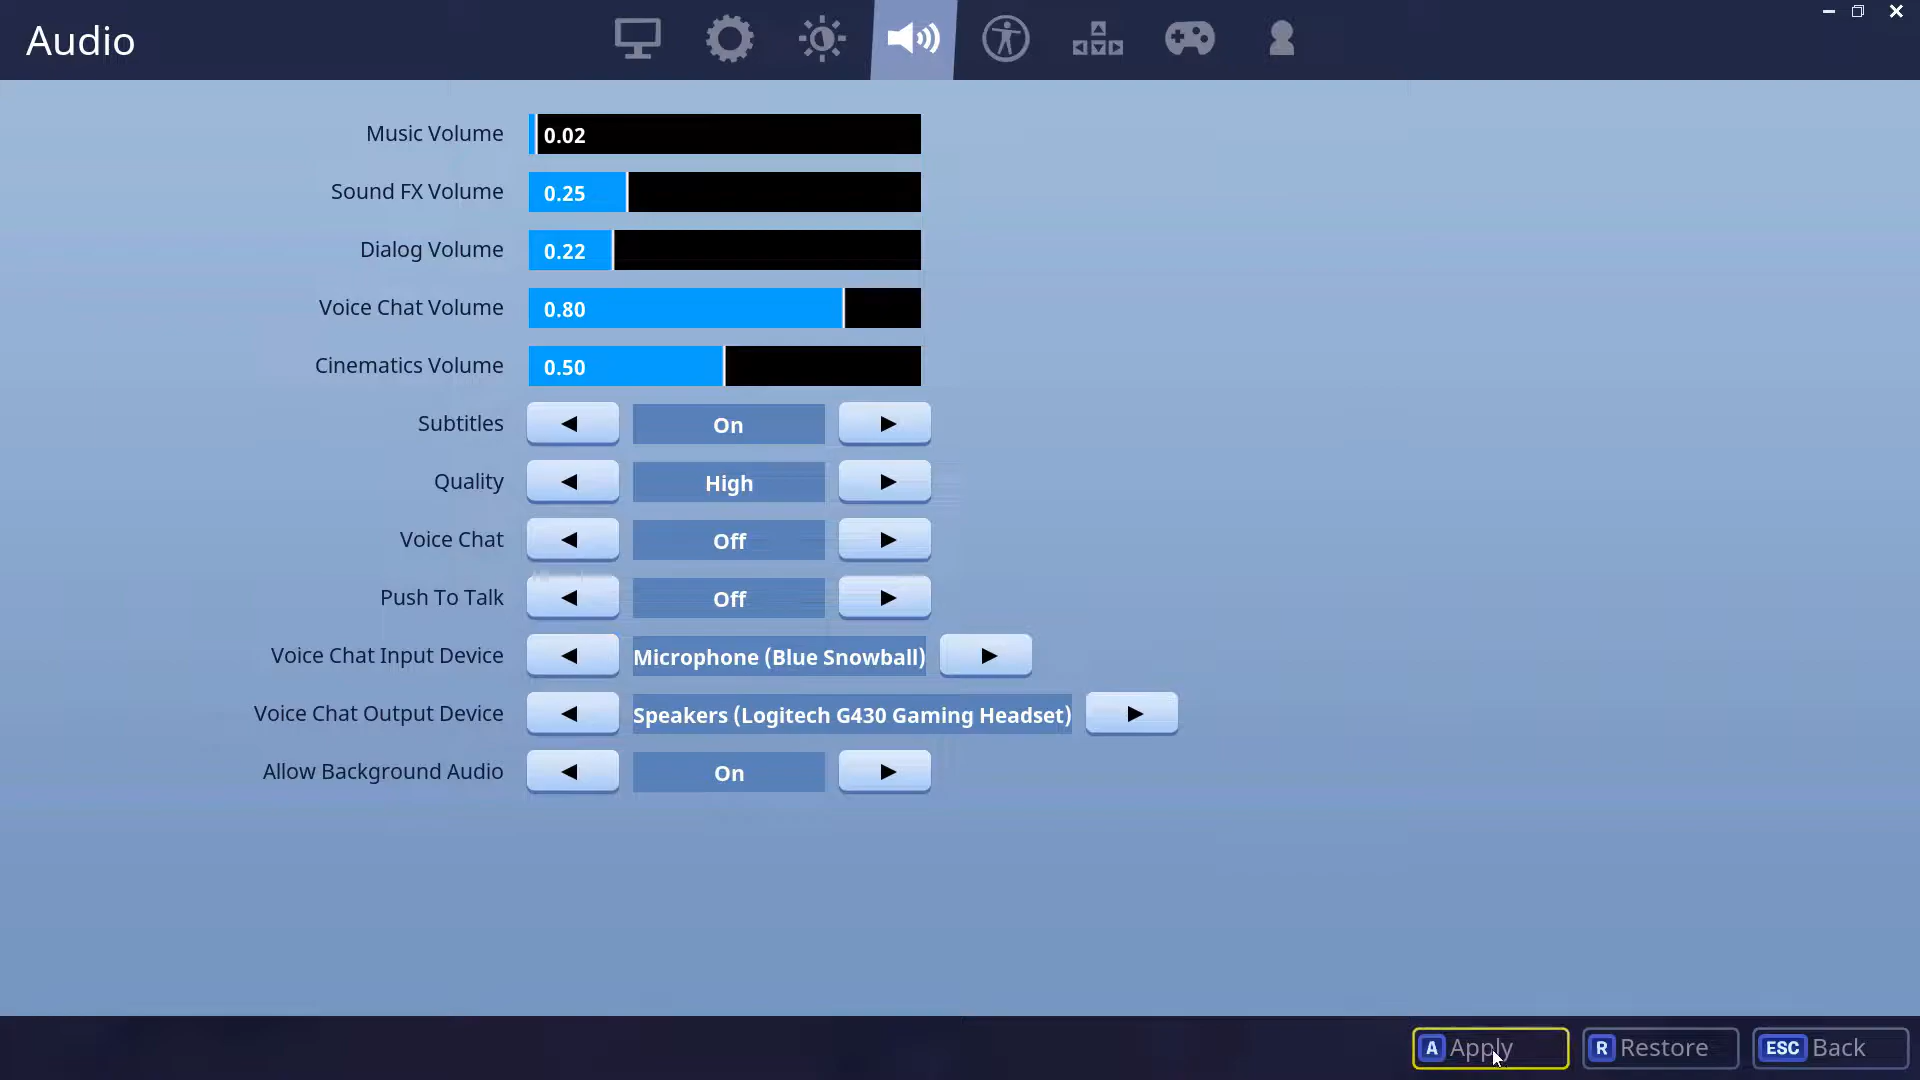 Audio
Music Volume 0.02
Sound FX Volume 0.25
Dialog Volume 0.22
Voice Chat Volume 0.80
Cinematics Volume 0.50
Subtitles On
Quality High
Voice Chat Off
Push To Talk Off
Voice Chat Input Device Microphone (Blue Snowball)
Voice Chat Output Device Speakers (Logitech G430 Gaming Headset)
Allow Background Audio On
A Apply R Restore ESC Back